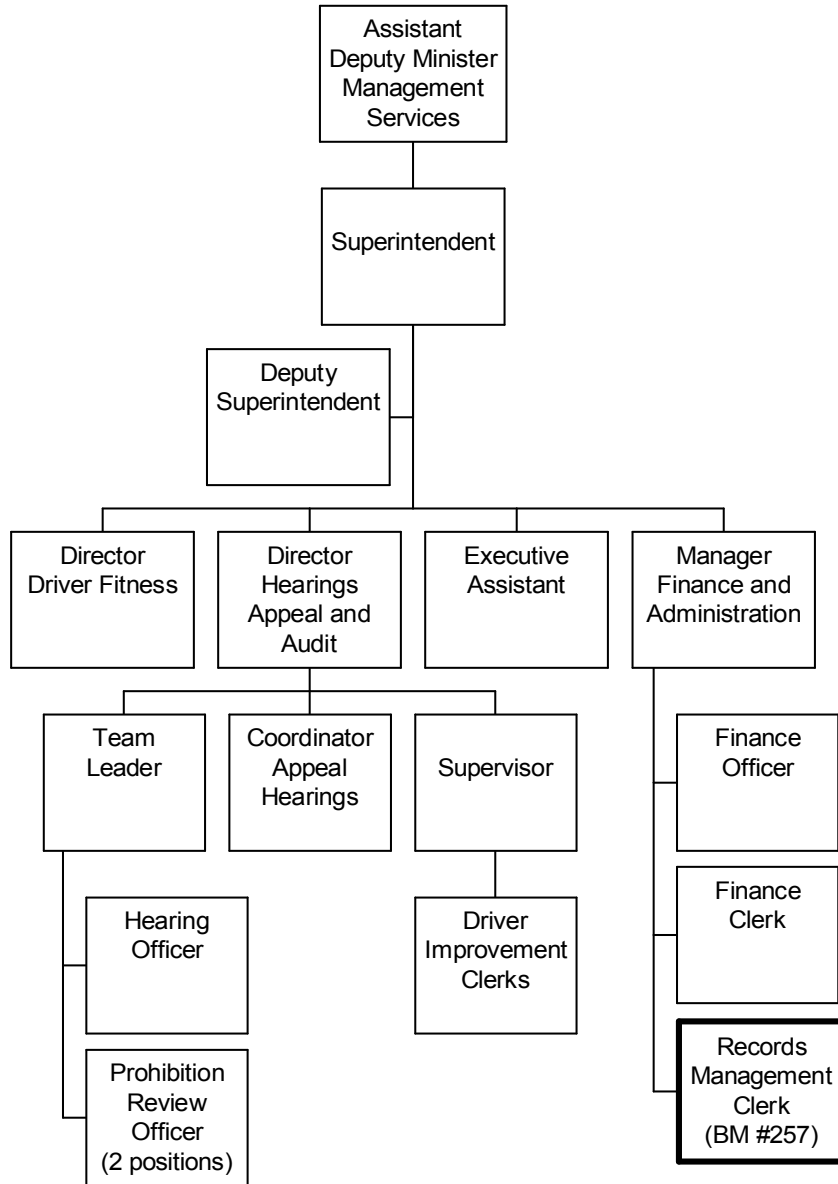 Assistant
Deputy Minister
Management
Services
Superintendent
Deputy
Superintendent
Director
Driver Fitness
Director
Hearings
Appeal and
Audit
Executive
Assistant
Manager
Finance and
Administration
Team
Leader
Coordinator
Appeal
Hearings
Supervisor
Finance
Officer
Hearing
Officer
Driver
Improvement
Clerks
Finance
Clerk
Prohibition
Review
Officer
(2 positions)
Records
Management
Clerk
(BM #257)